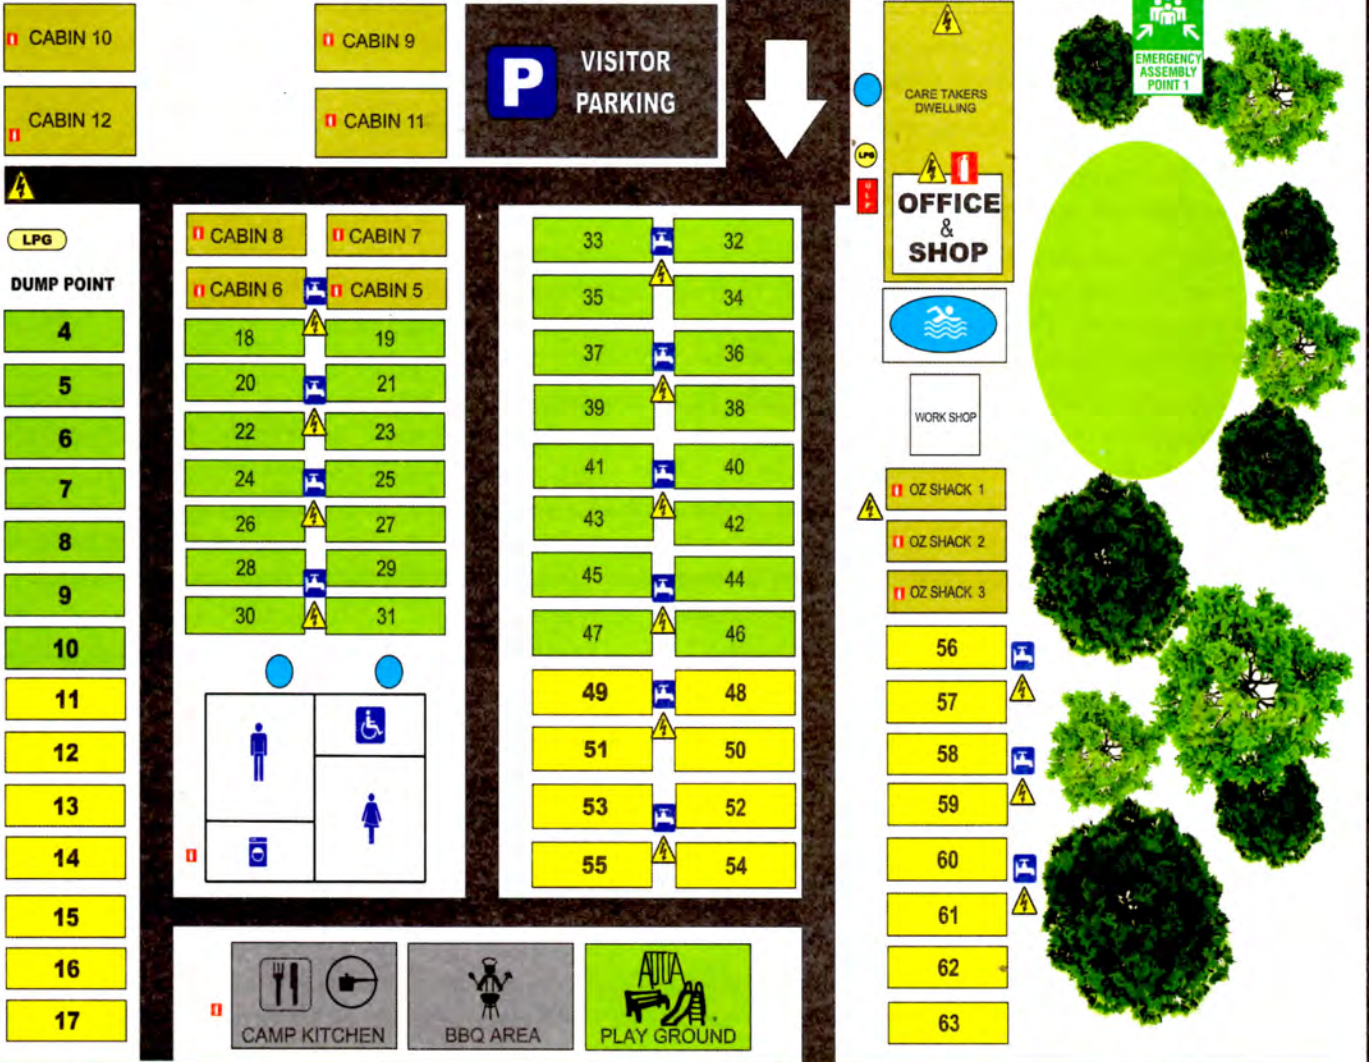 CABIN 10
CABIN 9
CABIN 12
CABIN 11
P
VISITOR
PARKING
CARE TAKERS
DWELLING
LPG
ULP
OFFICE
&
SHOP
EMERGENCY
ASSEMBLY
POINT 1
LPG
DUMP POINT
4
5
6
7
8
9
10
11
12
13
14
15
16
17
CABIN 8
CABIN 7
CABIN 6
CABIN 5
18
19
20
21
22
23
24
25
26
27
28
29
30
31
33
32
35
34
37
36
39
38
41
40
43
42
45
44
47
46
49
48
51
50
53
52
55
54
WORK SHOP
OZ SHACK 1
OZ SHACK 2
OZ SHACK 3
56
57
58
59
60
61
62
63
CAMP KITCHEN
BBQ AREA
PLAY GROUND